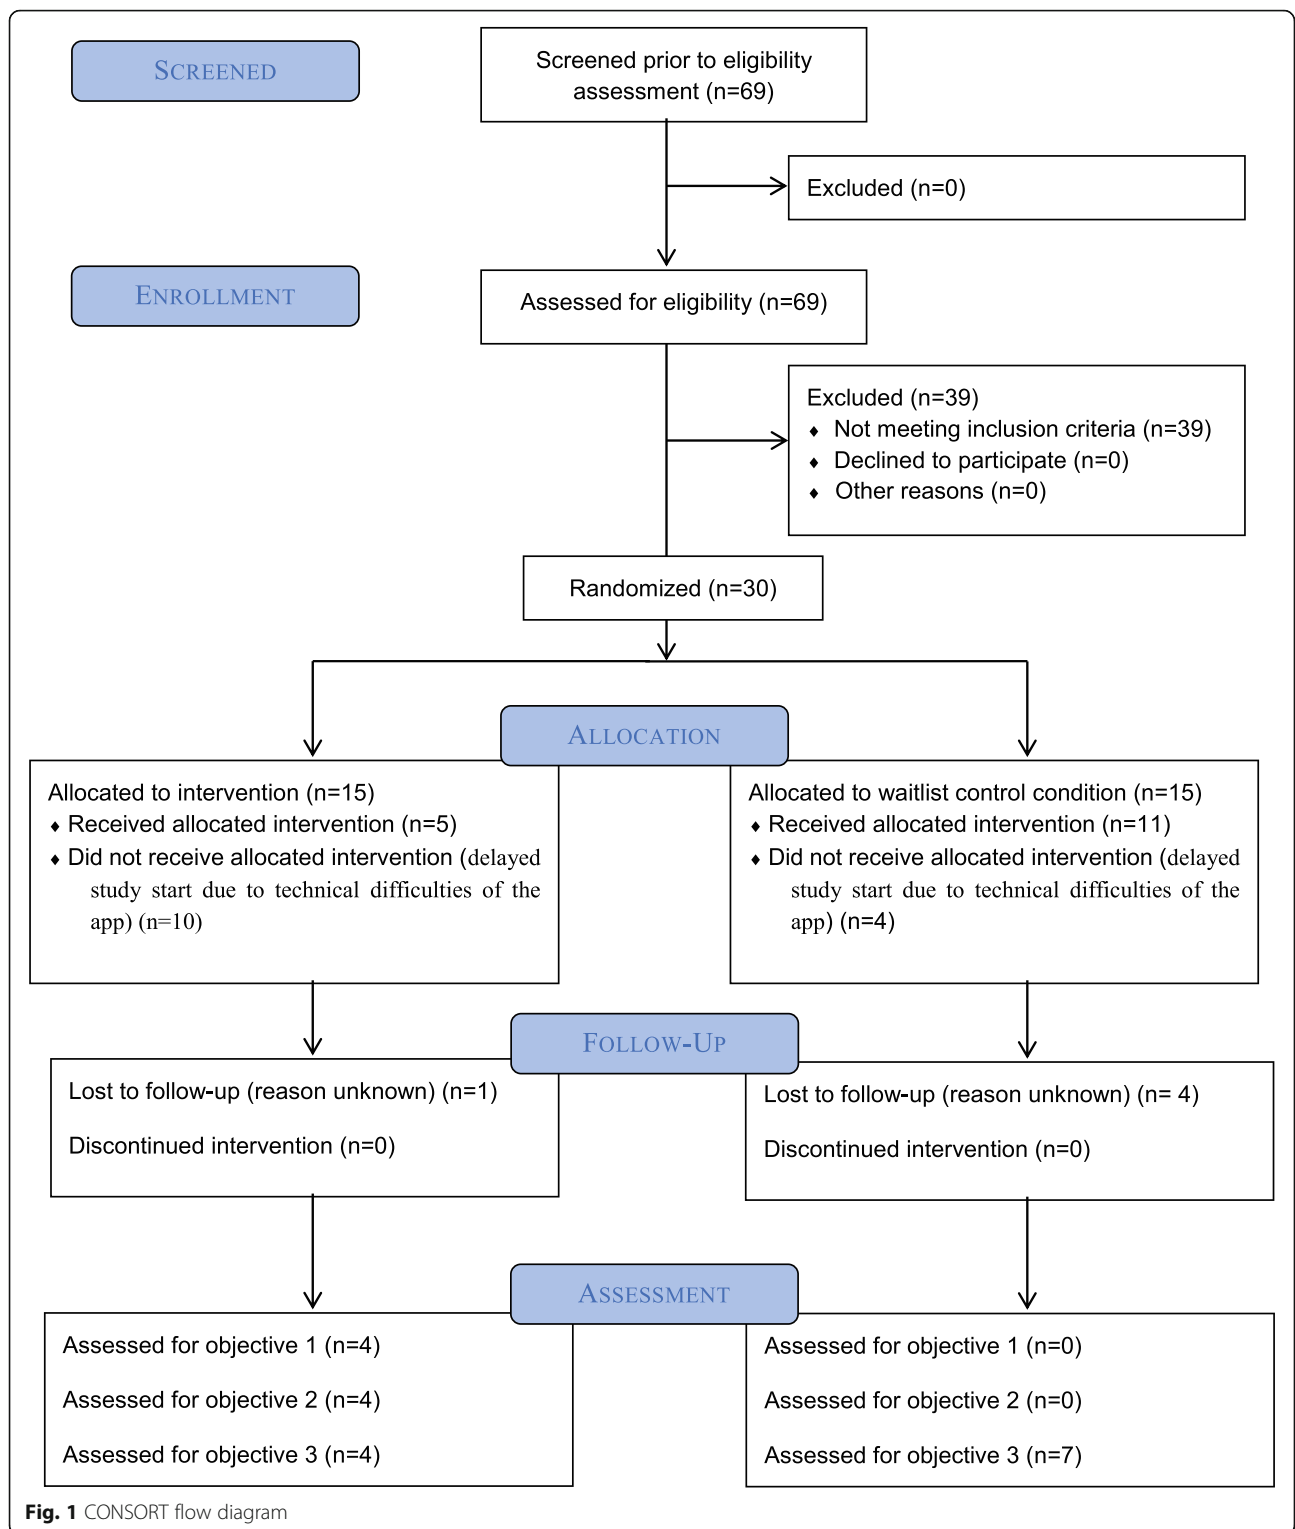 SCREENED
Screened prior to eligibility
assessment (n=69)
Excluded (n=0)
ENROLLMENT
Assessed for eligibility (n=69)
Excluded (n=39)
♦ Not meeting inclusion criteria (n=39)
♦ Declined to participate (n=0)
♦ Other reasons (n=0)
Randomized (n=30)
ALLOCATION
Allocated to intervention (n=15)
♦ Received allocated intervention (n=5)
♦ Did not receive allocated intervention (delayed
study start due to technical difficulties of the
app) (n=10)
Allocated to waitlist control condition (n=15)
♦ Received allocated intervention (n=11)
♦ Did not receive allocated intervention (delayed
study start due to technical difficulties of the
app) (n=4)
FOLLOW-UP
Lost to follow-up (reason unknown) (n=1)
Discontinued intervention (n=0)
Lost to follow-up (reason unknown) (n= 4)
Discontinued intervention (n=0)
ASSESSMENT
Assessed for objective 1 (n=4)
Assessed for objective 2 (n=4)
Assessed for objective 3 (n=4)
Assessed for objective 1 (n=0)
Assessed for objective 2 (n=0)
Assessed for objective 3 (n=7)
Fig. 1 CONSORT flow diagram